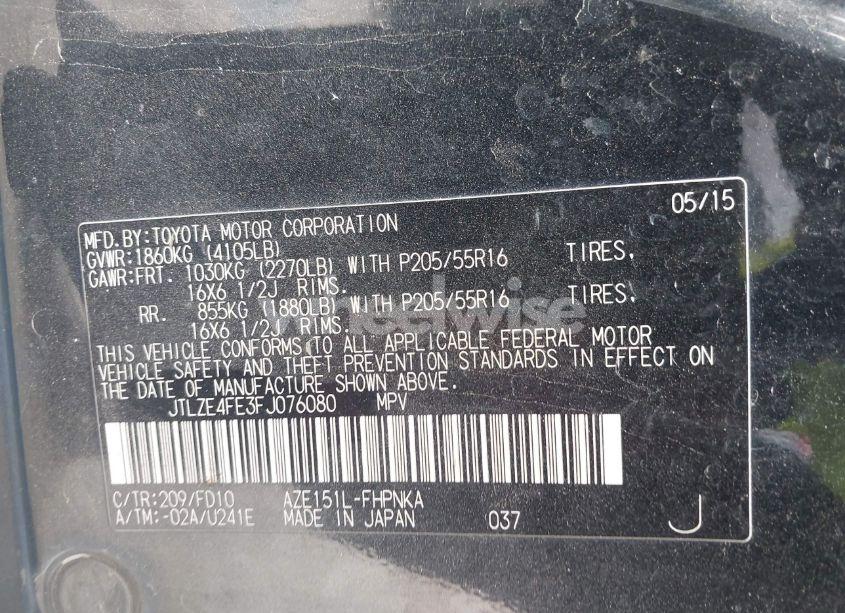 05/15
MFD.BY:TOYOTA MOTOR CORPORATION
GVWR:1860KG (4105LB)
GAWR:FRT. 1030KG (2270LB) WITH P205/55R16 TIRES,
16X6 1/2J RIMS.
RR. 855KG (1880LB) WITH P205/55R16 TIRES,
16X6 1/2J RIMS.
wheelwise
THIS VEHICLE CONFORMS TO ALL APPLICABLE FEDERAL MOTOR
VEHICLE SAFETY AND THEFT PREVENTION STANDARDS IN EFFECT ON
THE DATE OF MANUFACTURE SHOWN ABOVE.
JTLZE4FE3FJ076080 MPV
C/TR:209/FD10 AZE151L-FHPNKA
A/TM:-02A/U241E MADE IN JAPAN 037 J